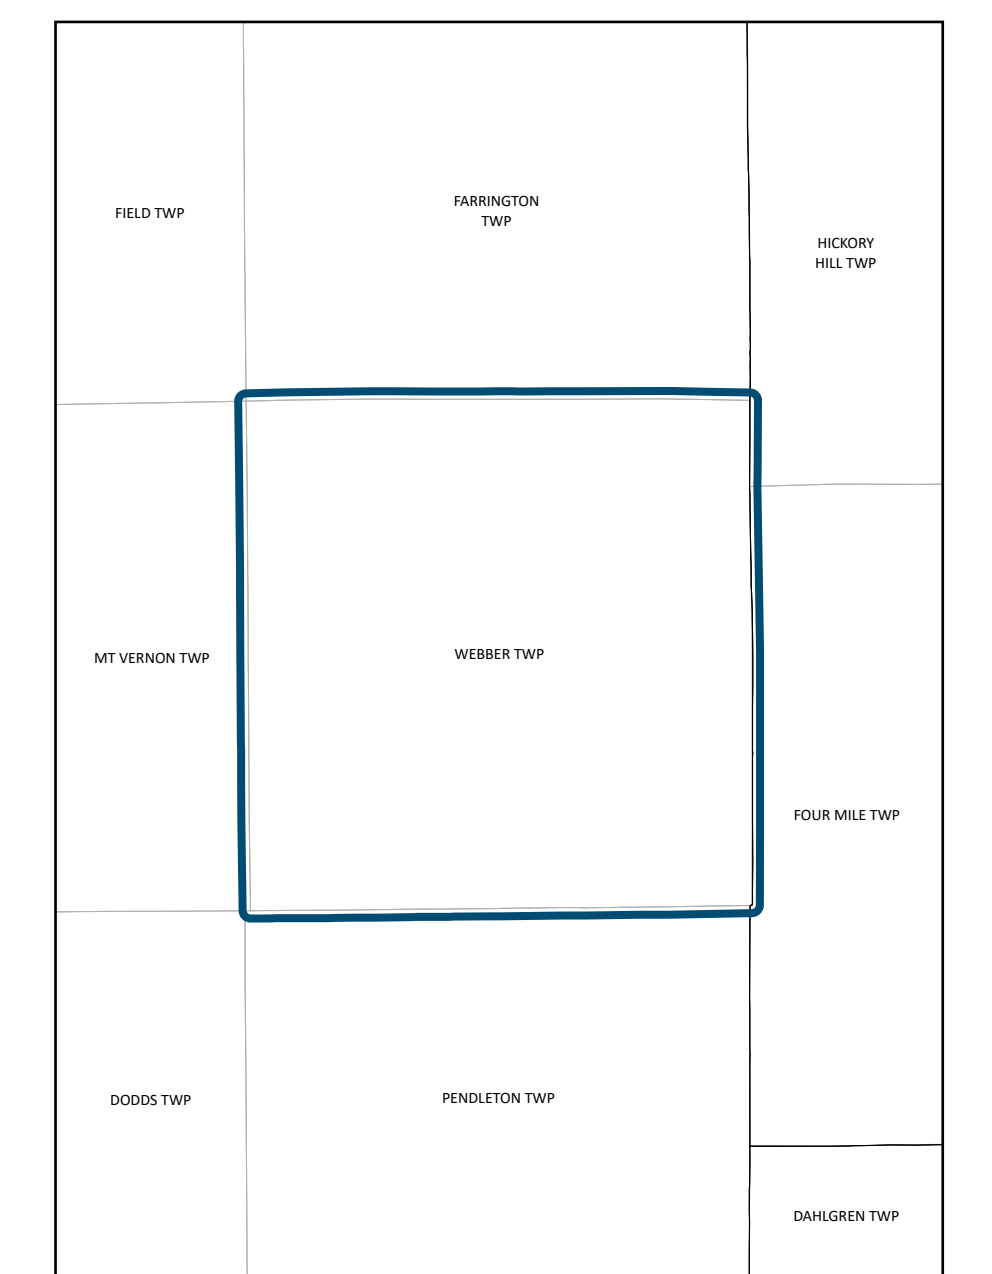 FIELD TWP
FARRINGTON
TWP
HICKORY
HILL TWP
MT VERNON TWP
WEBBER TWP
FOUR MILE TWP
DODDS TWP
PENDLETON TWP
DAHLGREN TWP